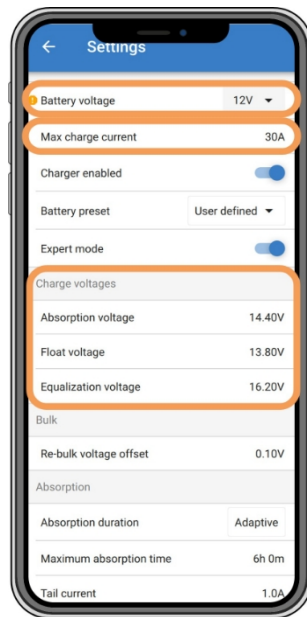 Settings
Battery voltage 12V
Max charge current 30A
Charger enabled
Battery preset User defined
Expert mode
Charge voltages
Absorption voltage 14.40V
Float voltage 13.80V
Equalization voltage 16.20V
Bulk
Re-bulk voltage offset 0.10V
Absorption
Absorption duration Adaptive
Maximum absorption time 6h 0m
Tail current 1.0A